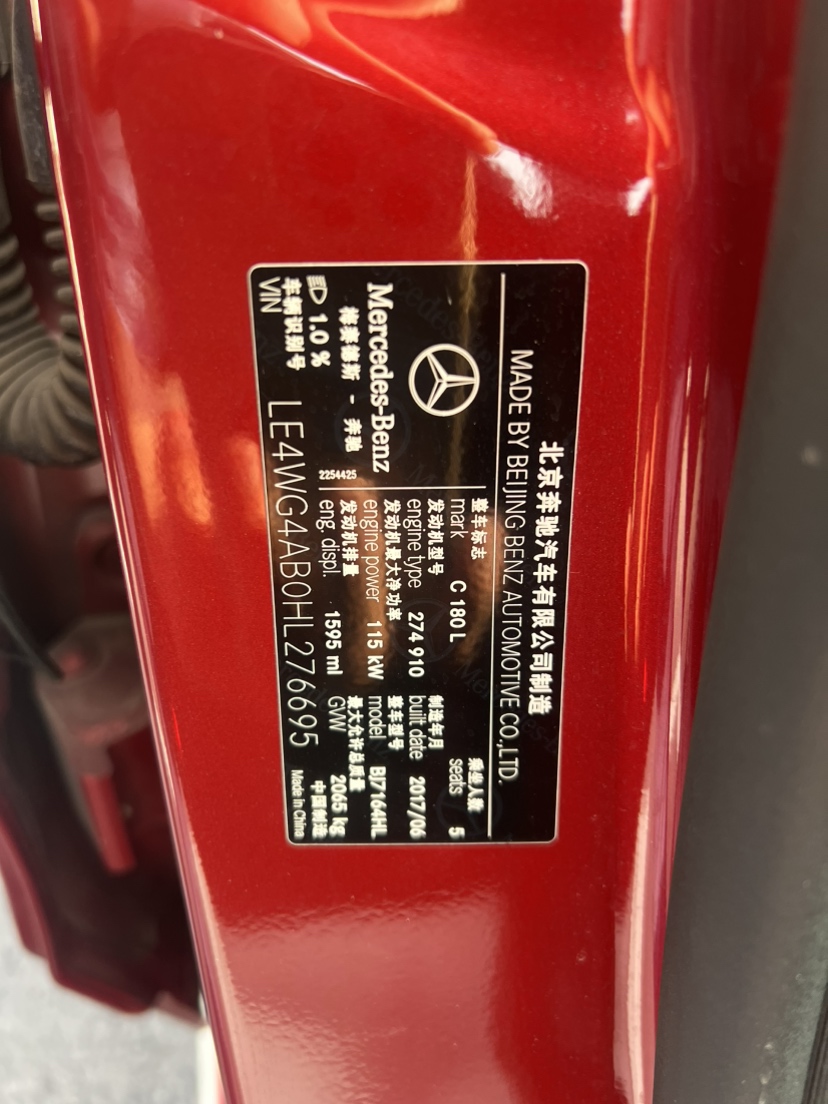 北京奔驰汽车有限公司制造
MADE BY BEIJING BENZ AUTOMOTIVE CO.,LTD.
整车标志 mark C 180 L
乘坐人数 seats 5
发动机型号 engine type 274 910
制造年月 built date 2017/06
Mercedes-Benz
梅赛德斯 - 奔驰
发动机最大净功率 engine power 115 kW
整车型号 model BJ7164HL
2254425
发动机排量 eng. displ. 1595 ml
最大允许总质量 GVW 2065 kg
1.0 %
车辆识别号 VIN LE4WG4AB0HL276695
中国制造 Made in China